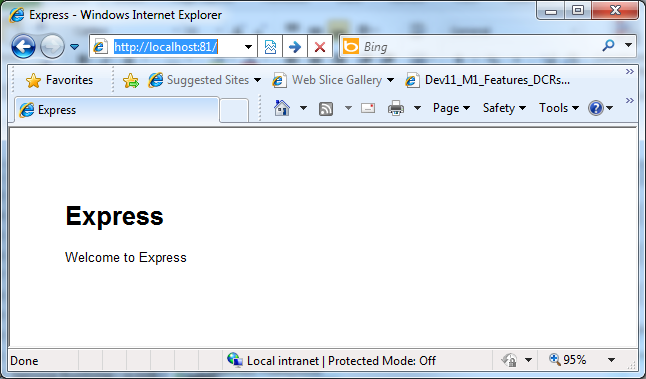 Express - Windows Internet Explorer
http://localhost:81/
Bing
Favorites
Suggested Sites
Web Slice Gallery
Dev11_M1_Features_DCRs...
Express
Page
Safety
Tools
Express
Welcome to Express
Done
Local intranet | Protected Mode: Off
95%